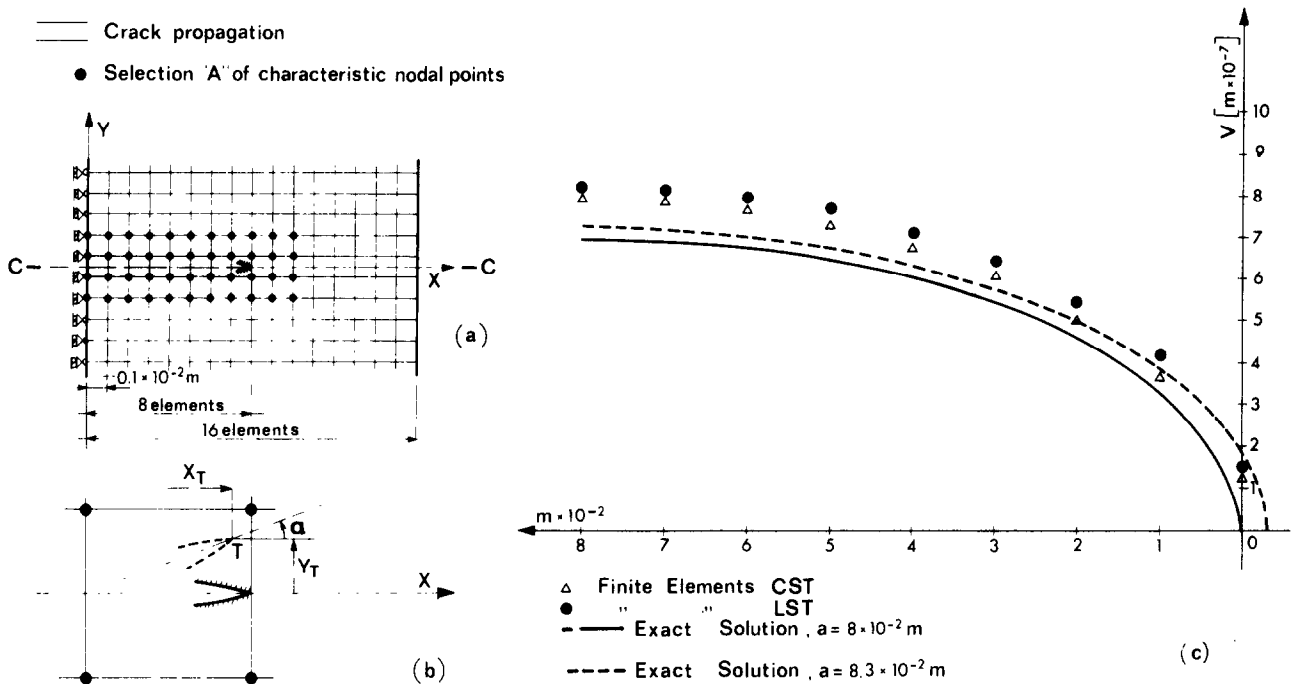 Crack propagation
Selection "A" of characteristic nodal points
Y
C
X
C
(a)
0.1 × 10⁻² m
8 elements
16 elements
X_T
α
T
Y_T
X
(b)
V [m × 10⁻⁷]
10
9
8
7
6
5
4
3
2
1
0
m × 10⁻²
8 7 6 5 4 3 2 1
△ Finite Elements CST
● " " LST
Exact Solution, a = 8 × 10⁻² m
Exact Solution, a = 8.3 × 10⁻² m
(c)